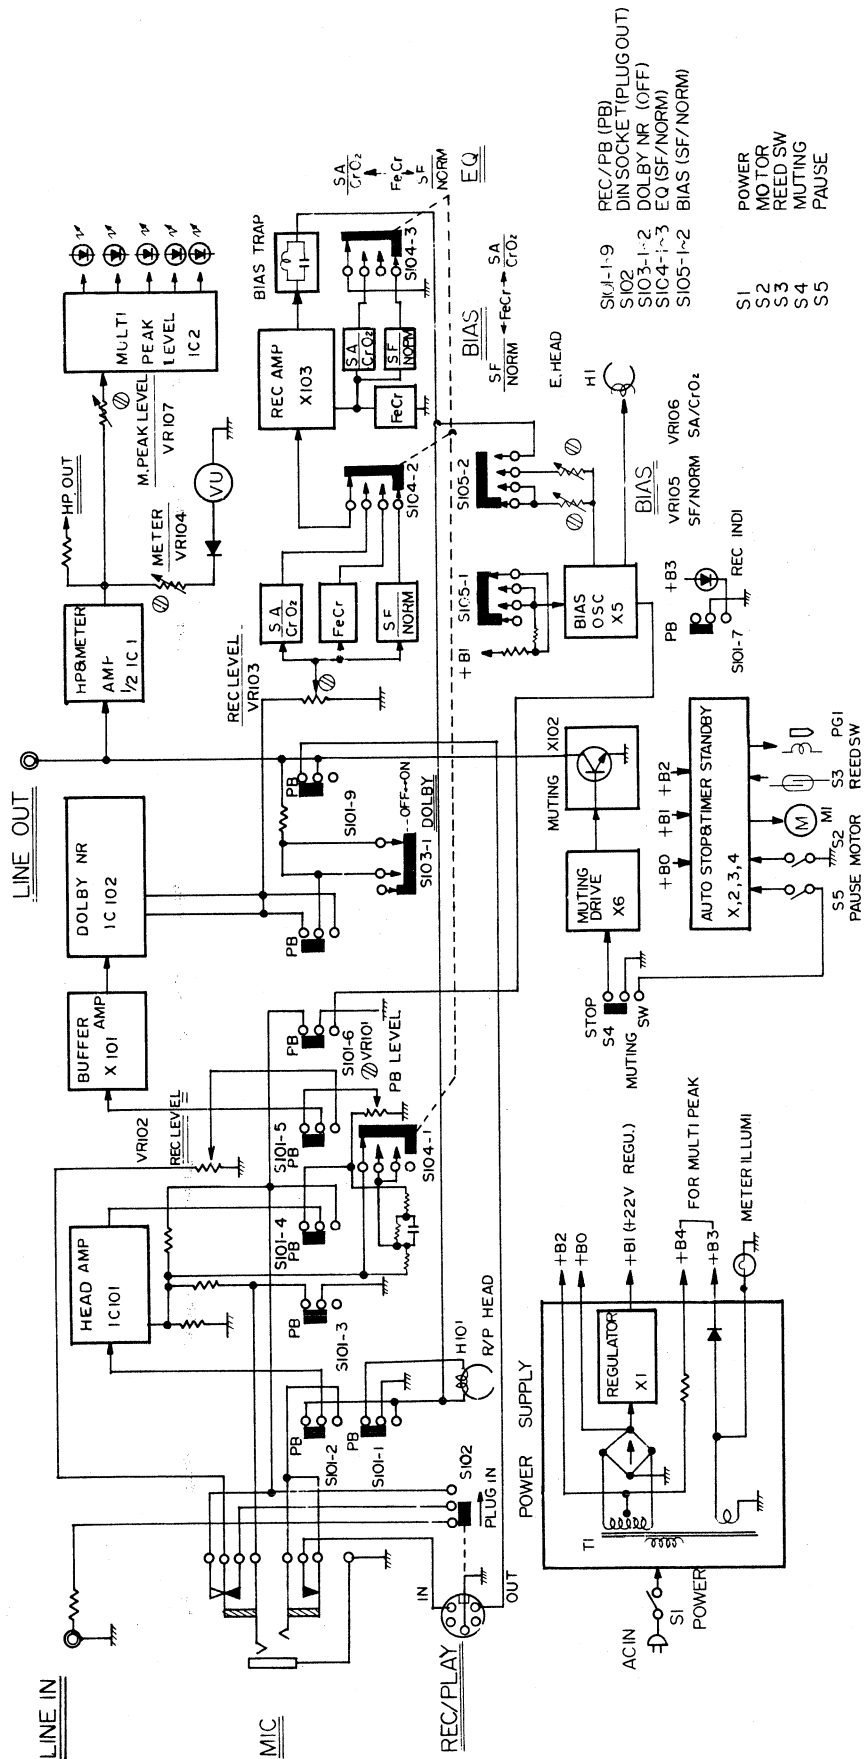 LINE IN
MIC
REC/PLAY
IN
OUT
LINE OUT
HEAD AMP
IC101
VR102
REC LEVEL
BUFFER
AMP
X 101
DOLBY NR
IC 102
HP&METER
AMP
1/2 IC 1
HP. OUT
METER
VR104
VU
M.PEAK LEVEL
VR107
MULTI
PEAK
LEVEL
IC2
S101-2
PB
S101-1
PB
S101-3
PB
S101-4
PB
S101-5
PB
S101-6
PB
VR101
PB LEVEL
S104-1
PB
S101-9
PB
S103-1
DOLBY
OFF↔ON
REC LEVEL
VR103
SA
CrO2
FeCr
SF
NORM
S104-2
REC AMP
X103
BIAS TRAP
SA
CrO2
SF
NORM
FeCr
S104-3
SA
CrO2
FeCr
SF
NORM
EQ
H101
R/P HEAD
S102
PLUG IN
S105-1
S105-2
+B1
BIAS
SF
NORM
←FeCr→
SA
CrO2
E.HEAD
H1
BIAS
OSC
X5
BIAS
VR105
SF/NORM
VR106
SA/CrO2
PB
+B3
S101-7
REC INDI
MUTING
X102
MUTING
DRIVE
X6
STOP
S4
MUTING
SW
+B0
+B1
+B2
AUTO STOP&TIMER STANDBY
X,2,3,4
S5
PAUSE
S2
MOTOR
M
M1
S3
REEDSW
PG1
POWER SUPPLY
AC IN
S1
POWER
T1
REGULATOR
X1
+B2
+B0
+B1 (+22V REGU.)
+B4
+B3
FOR MULTI PEAK
METER ILLUMI
S101-1~9 REC/PB (PB)
S102 DIN SOCKET(PLUG OUT)
S103-1~2 DOLBY NR (OFF)
S104-1~3 EQ (SF/NORM)
S105-1~2 BIAS (SF/NORM)
S1 POWER
S2 MOTOR
S3 REED SW
S4 MUTING
S5 PAUSE